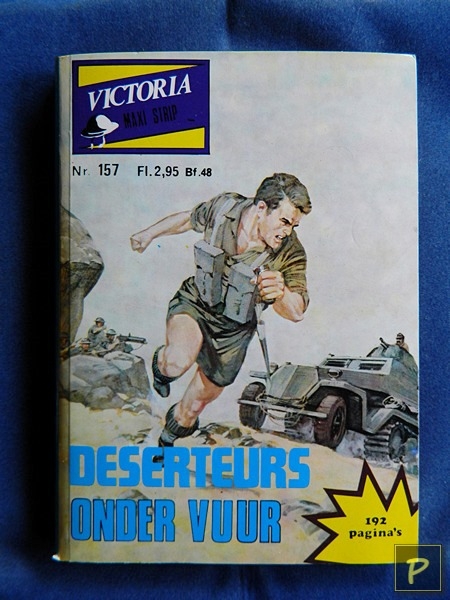 VICTORIA
MAXI STRIP
Nr. 157 Fl. 2,95 Bf. 48
DESERTEURS
ONDER VUUR
192
pagina's
P